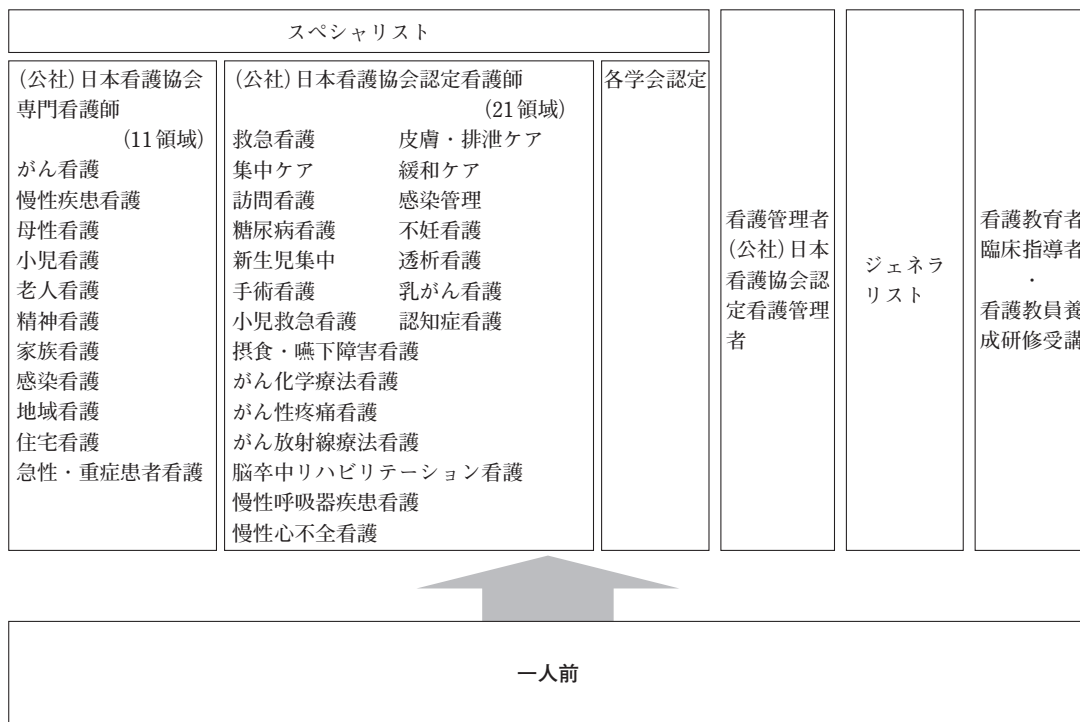 スペシャリスト
(公社)日本看護協会
専門看護師
(11領域)
がん看護
慢性疾患看護
母性看護
小児看護
老人看護
精神看護
家族看護
感染看護
地域看護
住宅看護
急性・重症患者看護
(公社)日本看護協会認定看護師
(21領域)
救急看護 皮膚・排泄ケア
集中ケア 緩和ケア
訪問看護 感染管理
糖尿病看護 不妊看護
新生児集中 透析看護
手術看護 乳がん看護
小児救急看護 認知症看護
摂食・嚥下障害看護
がん化学療法看護
がん性疼痛看護
がん放射線療法看護
脳卒中リハビリテーション看護
慢性呼吸器疾患看護
慢性心不全看護
各学会認定
看護管理者
(公社)日本
看護協会認
定看護管理
者
ジェネラ
リスト
看護教育者
臨床指導者
・
看護教員養
成研修受講
一人前